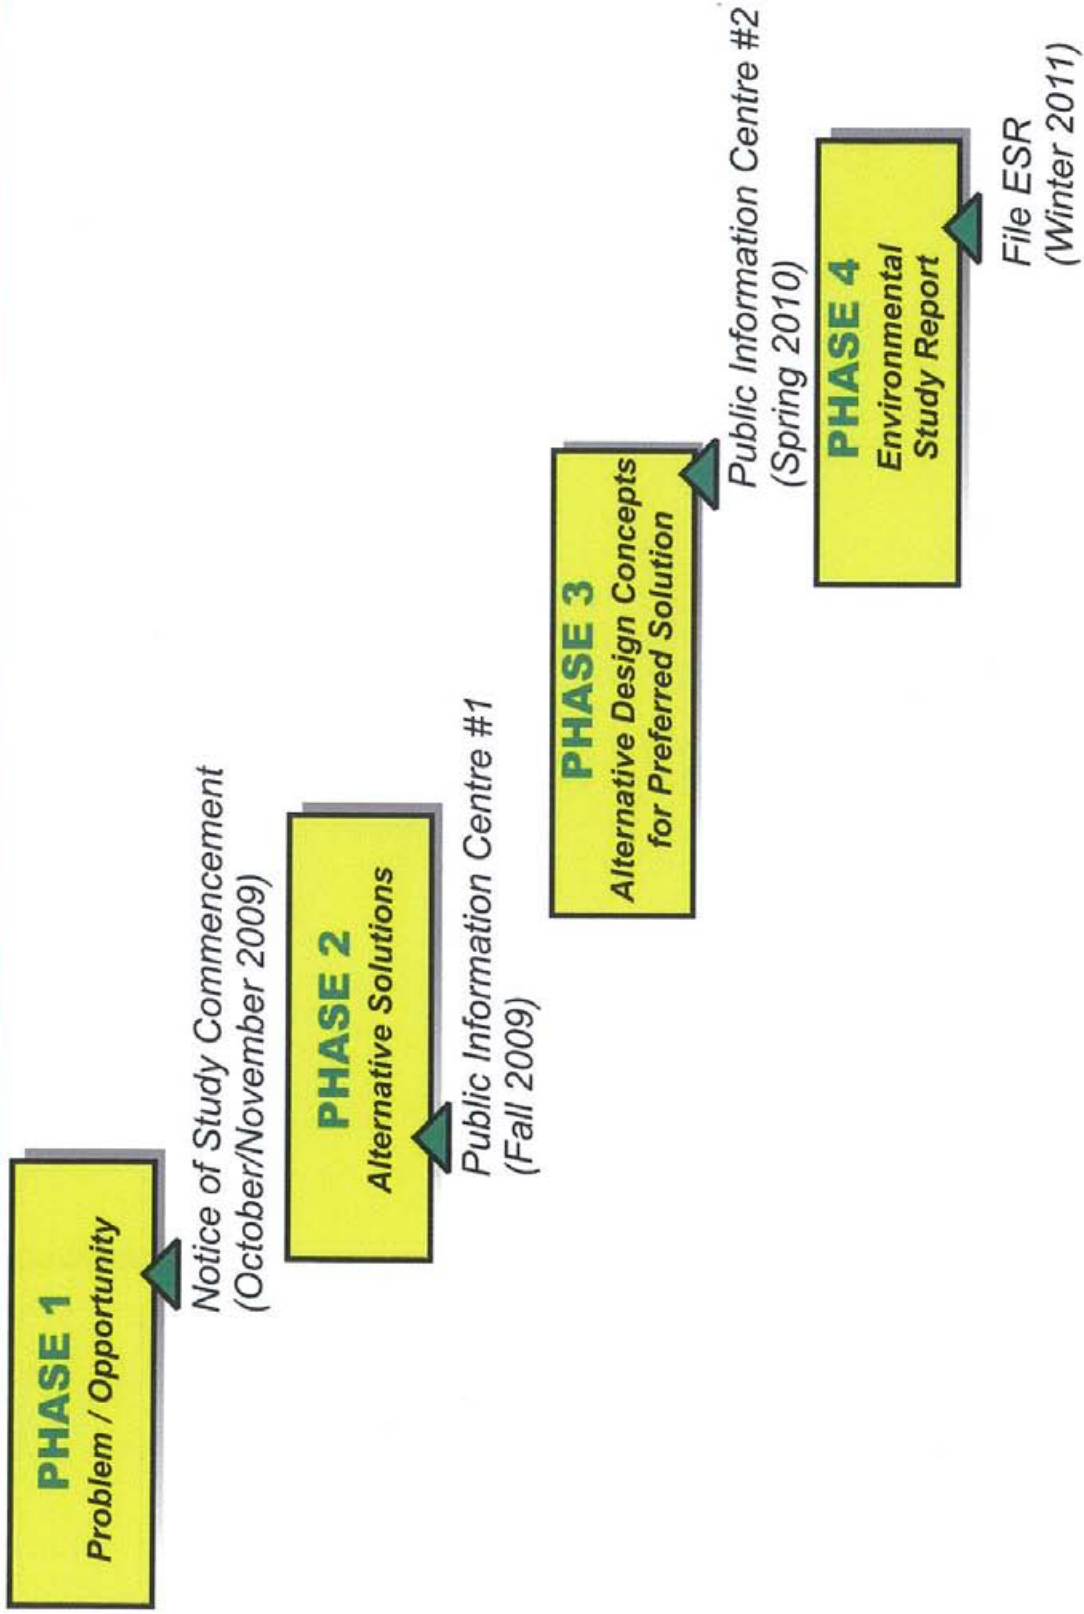 PHASE 1
Problem / Opportunity
Notice of Study Commencement
(October/November 2009)
PHASE 2
Alternative Solutions
Public Information Centre #1
(Fall 2009)
PHASE 3
Alternative Design Concepts
for Preferred Solution
Public Information Centre #2
(Spring 2010)
PHASE 4
Environmental
Study Report
File ESR
(Winter 2011)